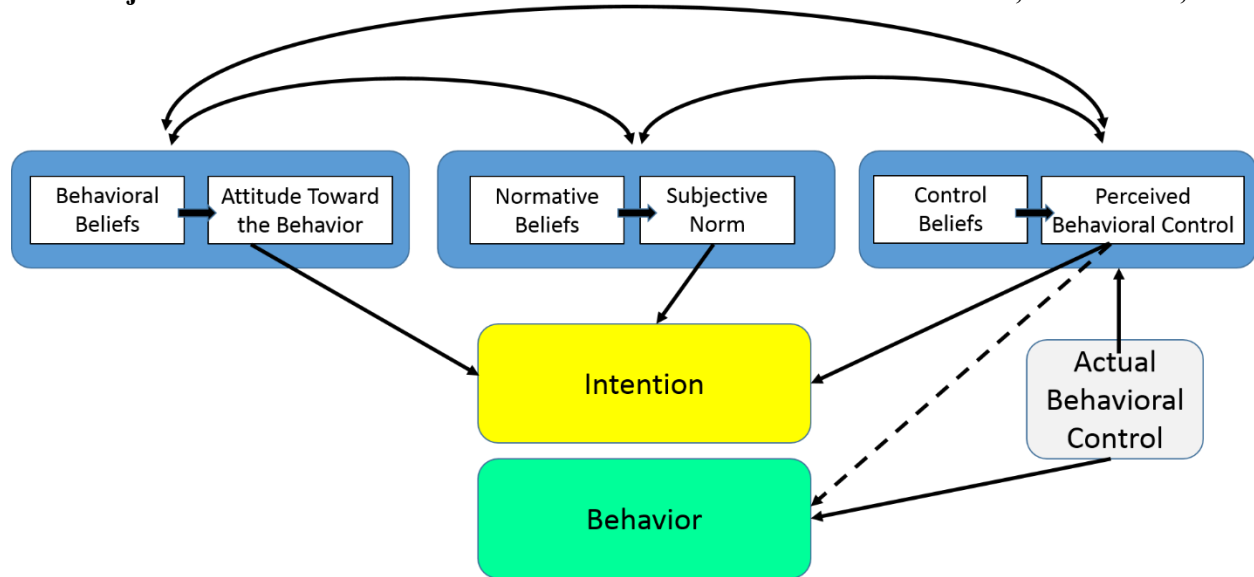 Behavioral
Beliefs
Attitude Toward
the Behavior
Normative
Beliefs
Subjective
Norm
Control
Beliefs
Perceived
Behavioral Control
Intention
Actual
Behavioral
Control
Behavior